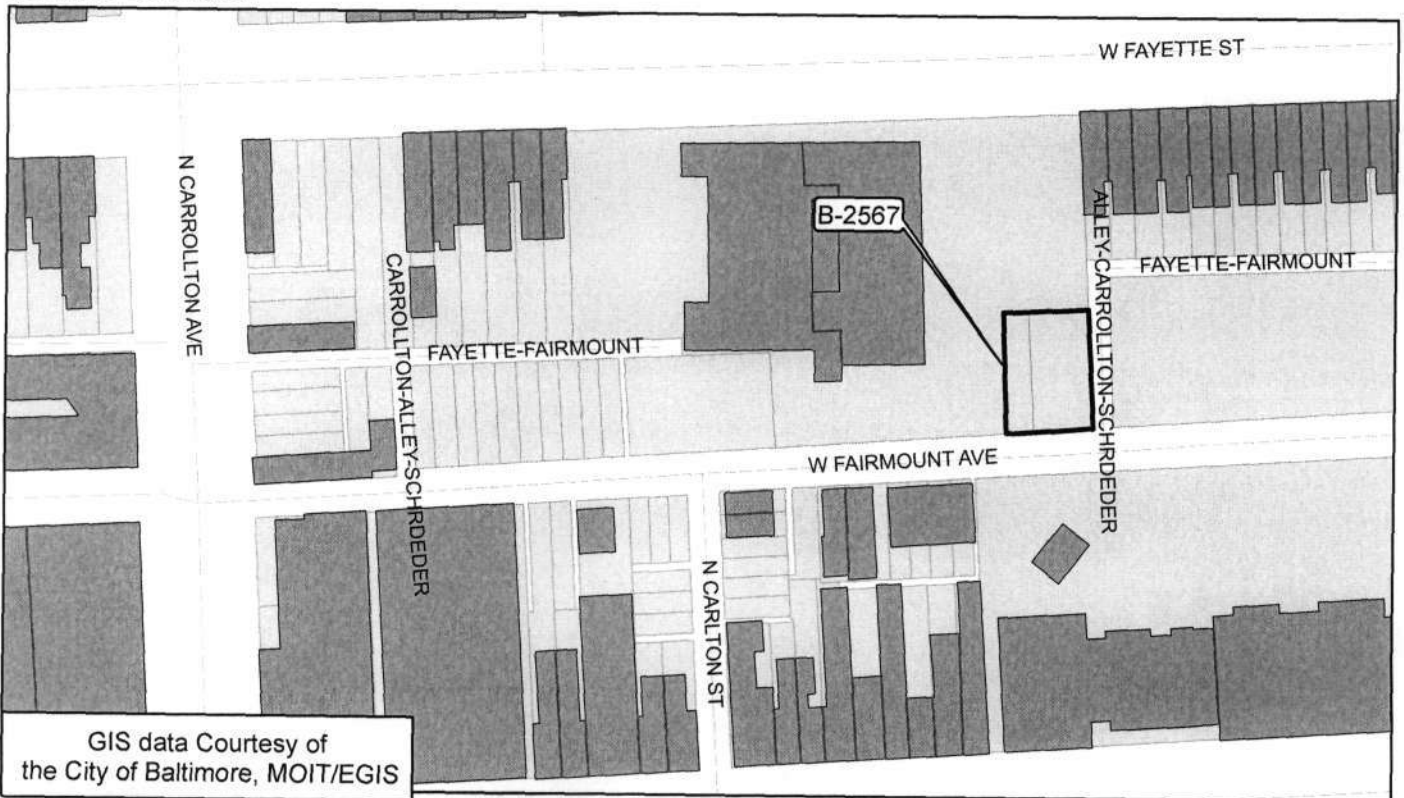 W FAYETTE ST
N CARROLLTON AVE
B-2567
ALLEY-CARROLLTON-SCHRDEDER
CARROLLTON-ALLEY-SCHRDEDER
FAYETTE-FAIRMOUNT
FAYETTE-FAIRMOUNT
W FAIRMOUNT AVE
N CARLTON ST
GIS data Courtesy of
the City of Baltimore, MOIT/EGIS